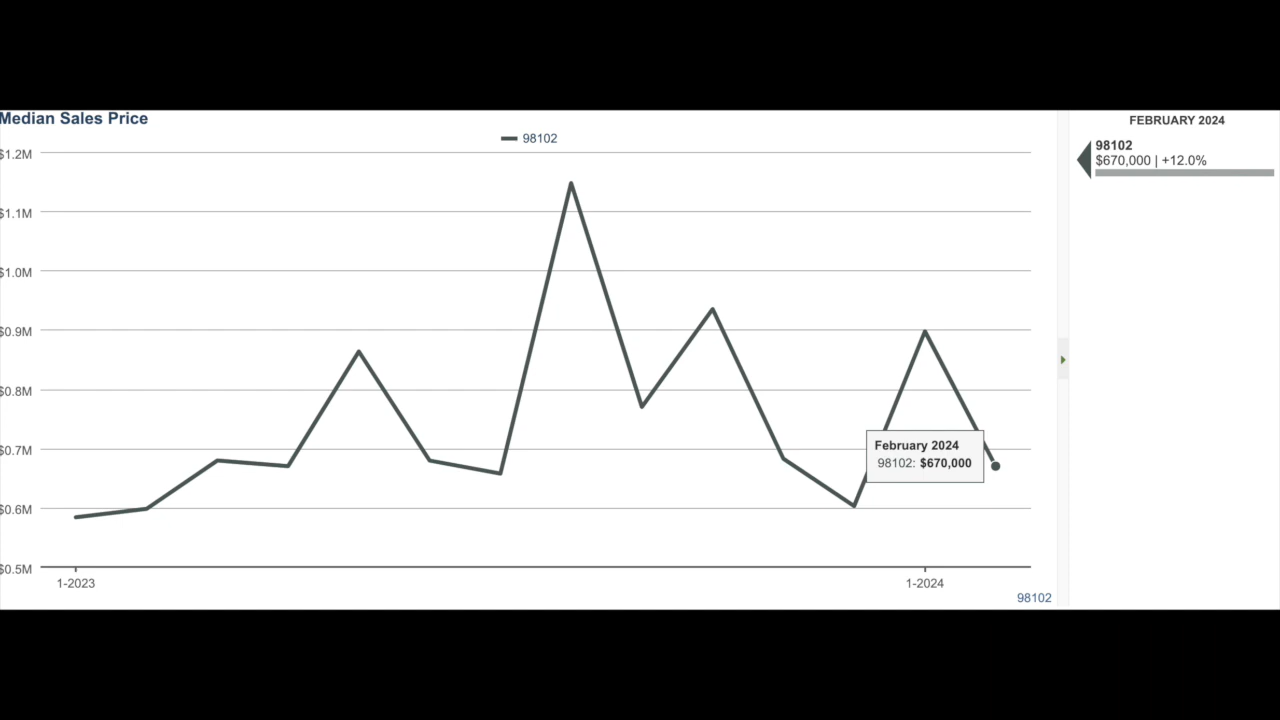 Median Sales Price
98102
$1.2M
$1.1M
$1.0M
$0.9M
$0.8M
$0.7M
$0.6M
$0.5M
February 2024
98102: $670,000
1-2023
1-2024
98102
FEBRUARY 2024
98102
$670,000 | +12.0%